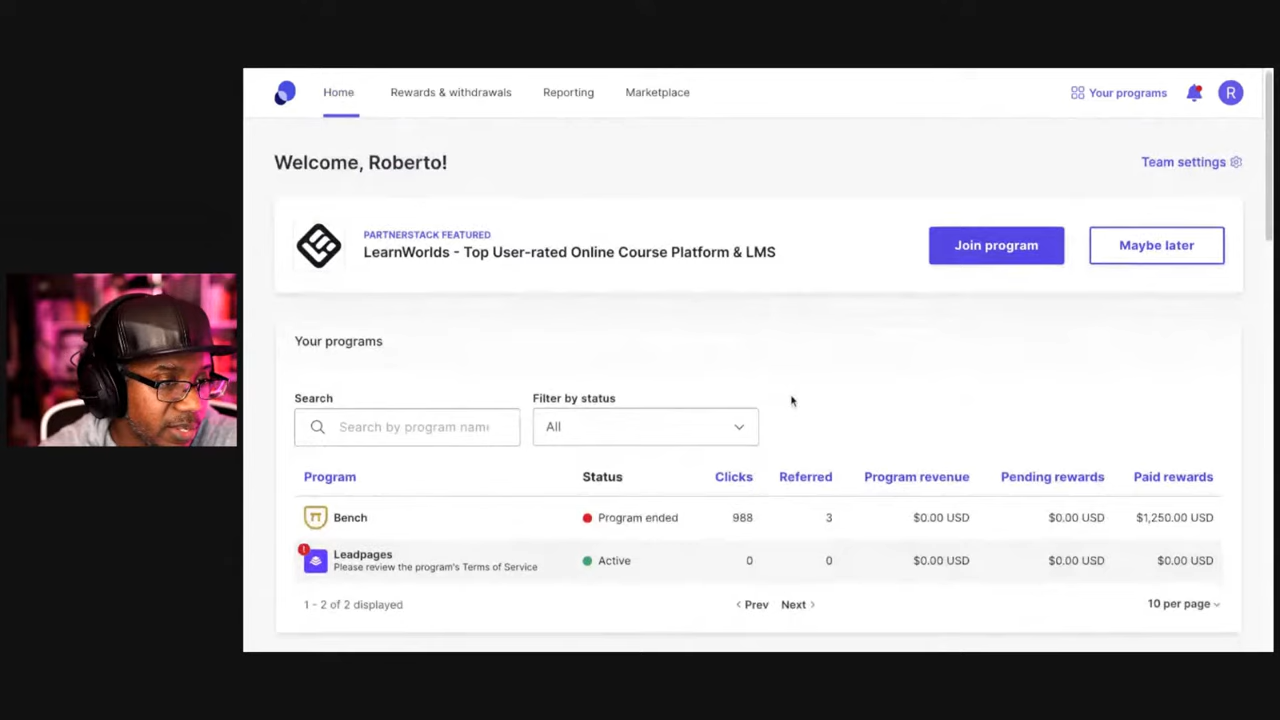 Home Rewards & withdrawals Reporting Marketplace Your programs R
Welcome, Roberto! Team settings
PARTNERSTACK FEATURED
LearnWorlds - Top User-rated Online Course Platform & LMS
Join program Maybe later
Your programs
Search Filter by status
Search by program name All
Program Status Clicks Referred Program revenue Pending rewards Paid rewards
Bench Program ended 988 3 $0.00 USD $0.00 USD $1,250.00 USD
Leadpages
Please review the program's Terms of Service Active 0 0 $0.00 USD $0.00 USD $0.00 USD
1 - 2 of 2 displayed Prev Next 10 per page